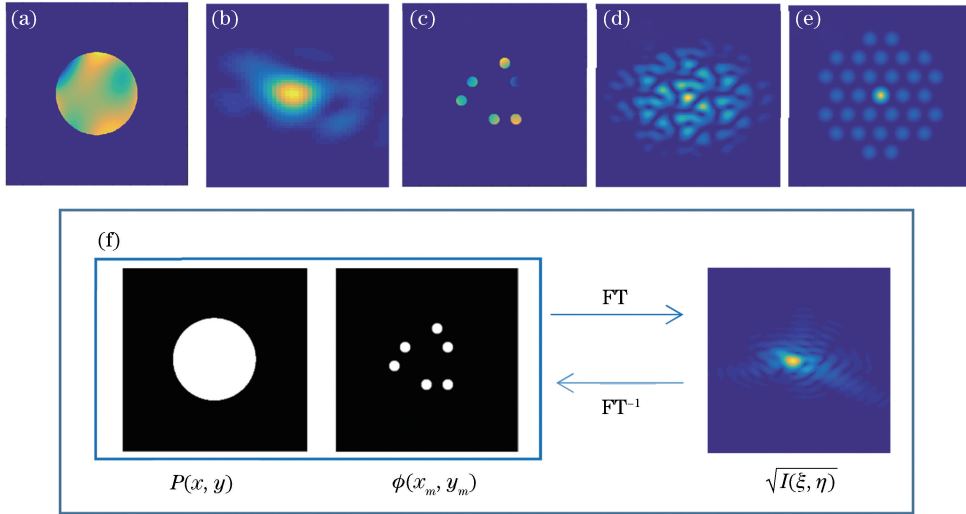 (a)
(b)
(c)
(d)
(e)
(f)
FT
FT⁻¹
P(x, y)
ϕ(xₘ, yₘ)
√I(ξ, η)